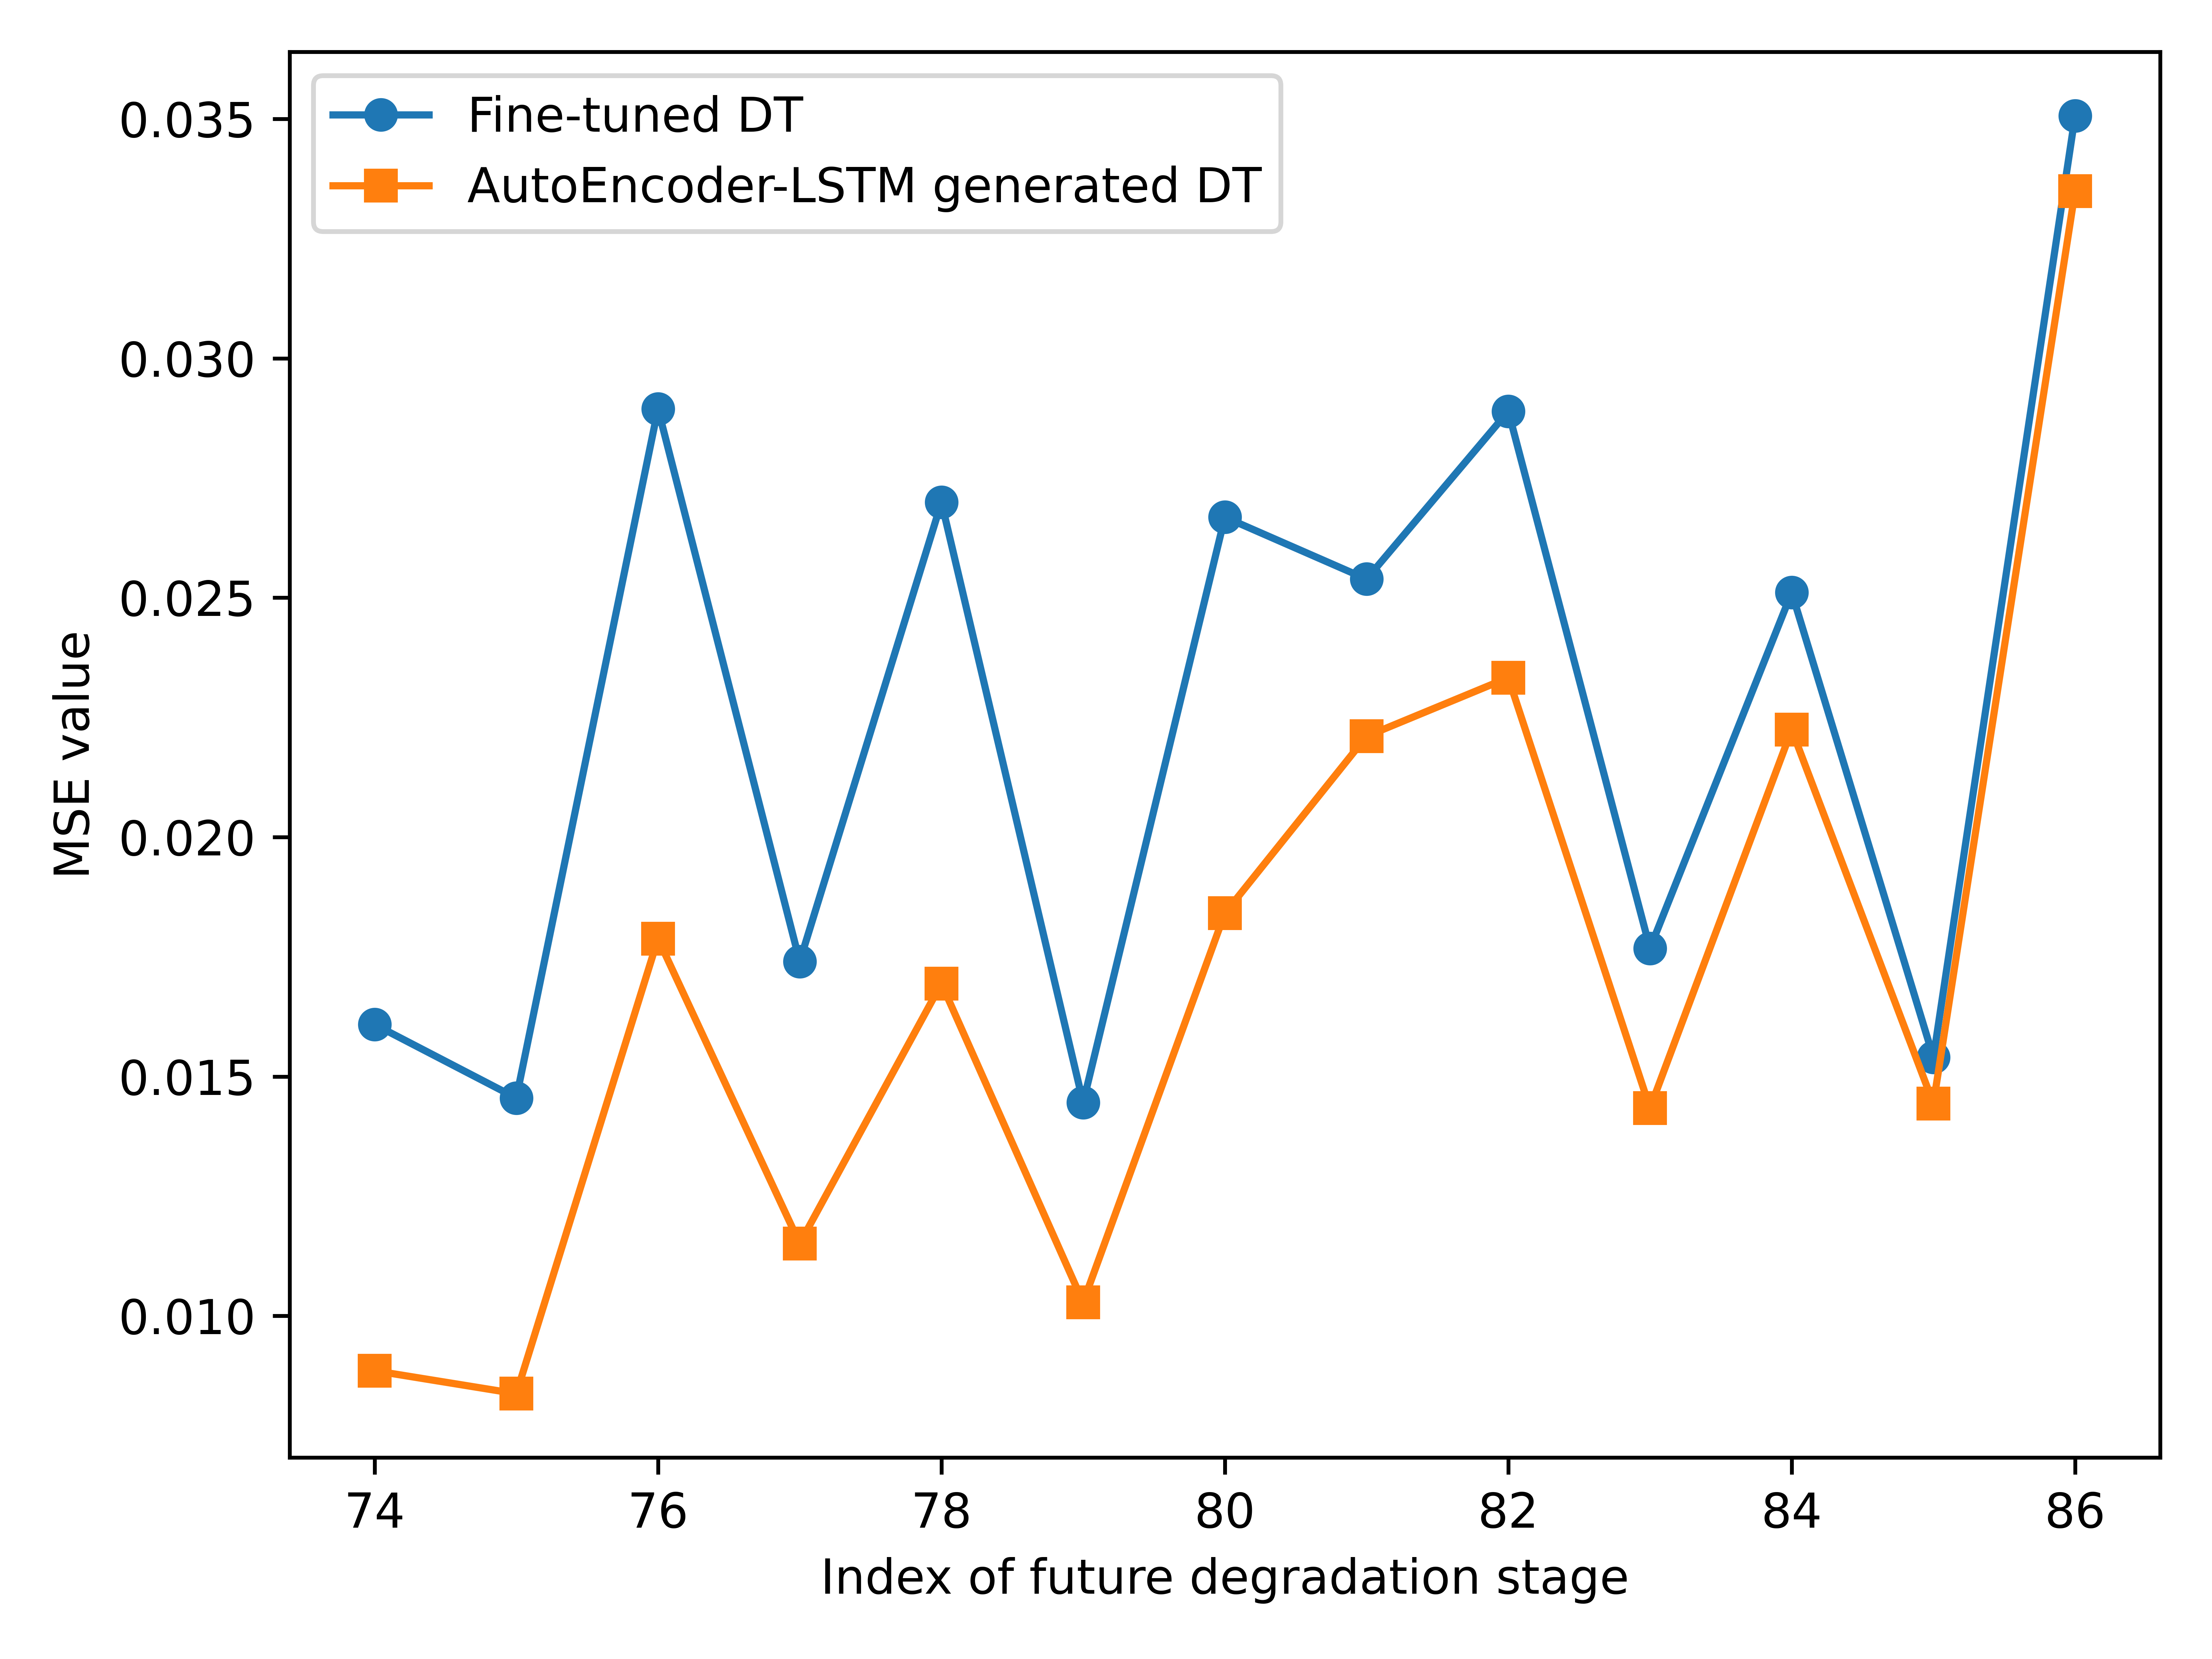 Fine-tuned DT
AutoEncoder-LSTM generated DT
0.035
0.030
0.025
0.020
0.015
0.010
MSE value
74 76 78 80 82 84 86
Index of future degradation stage